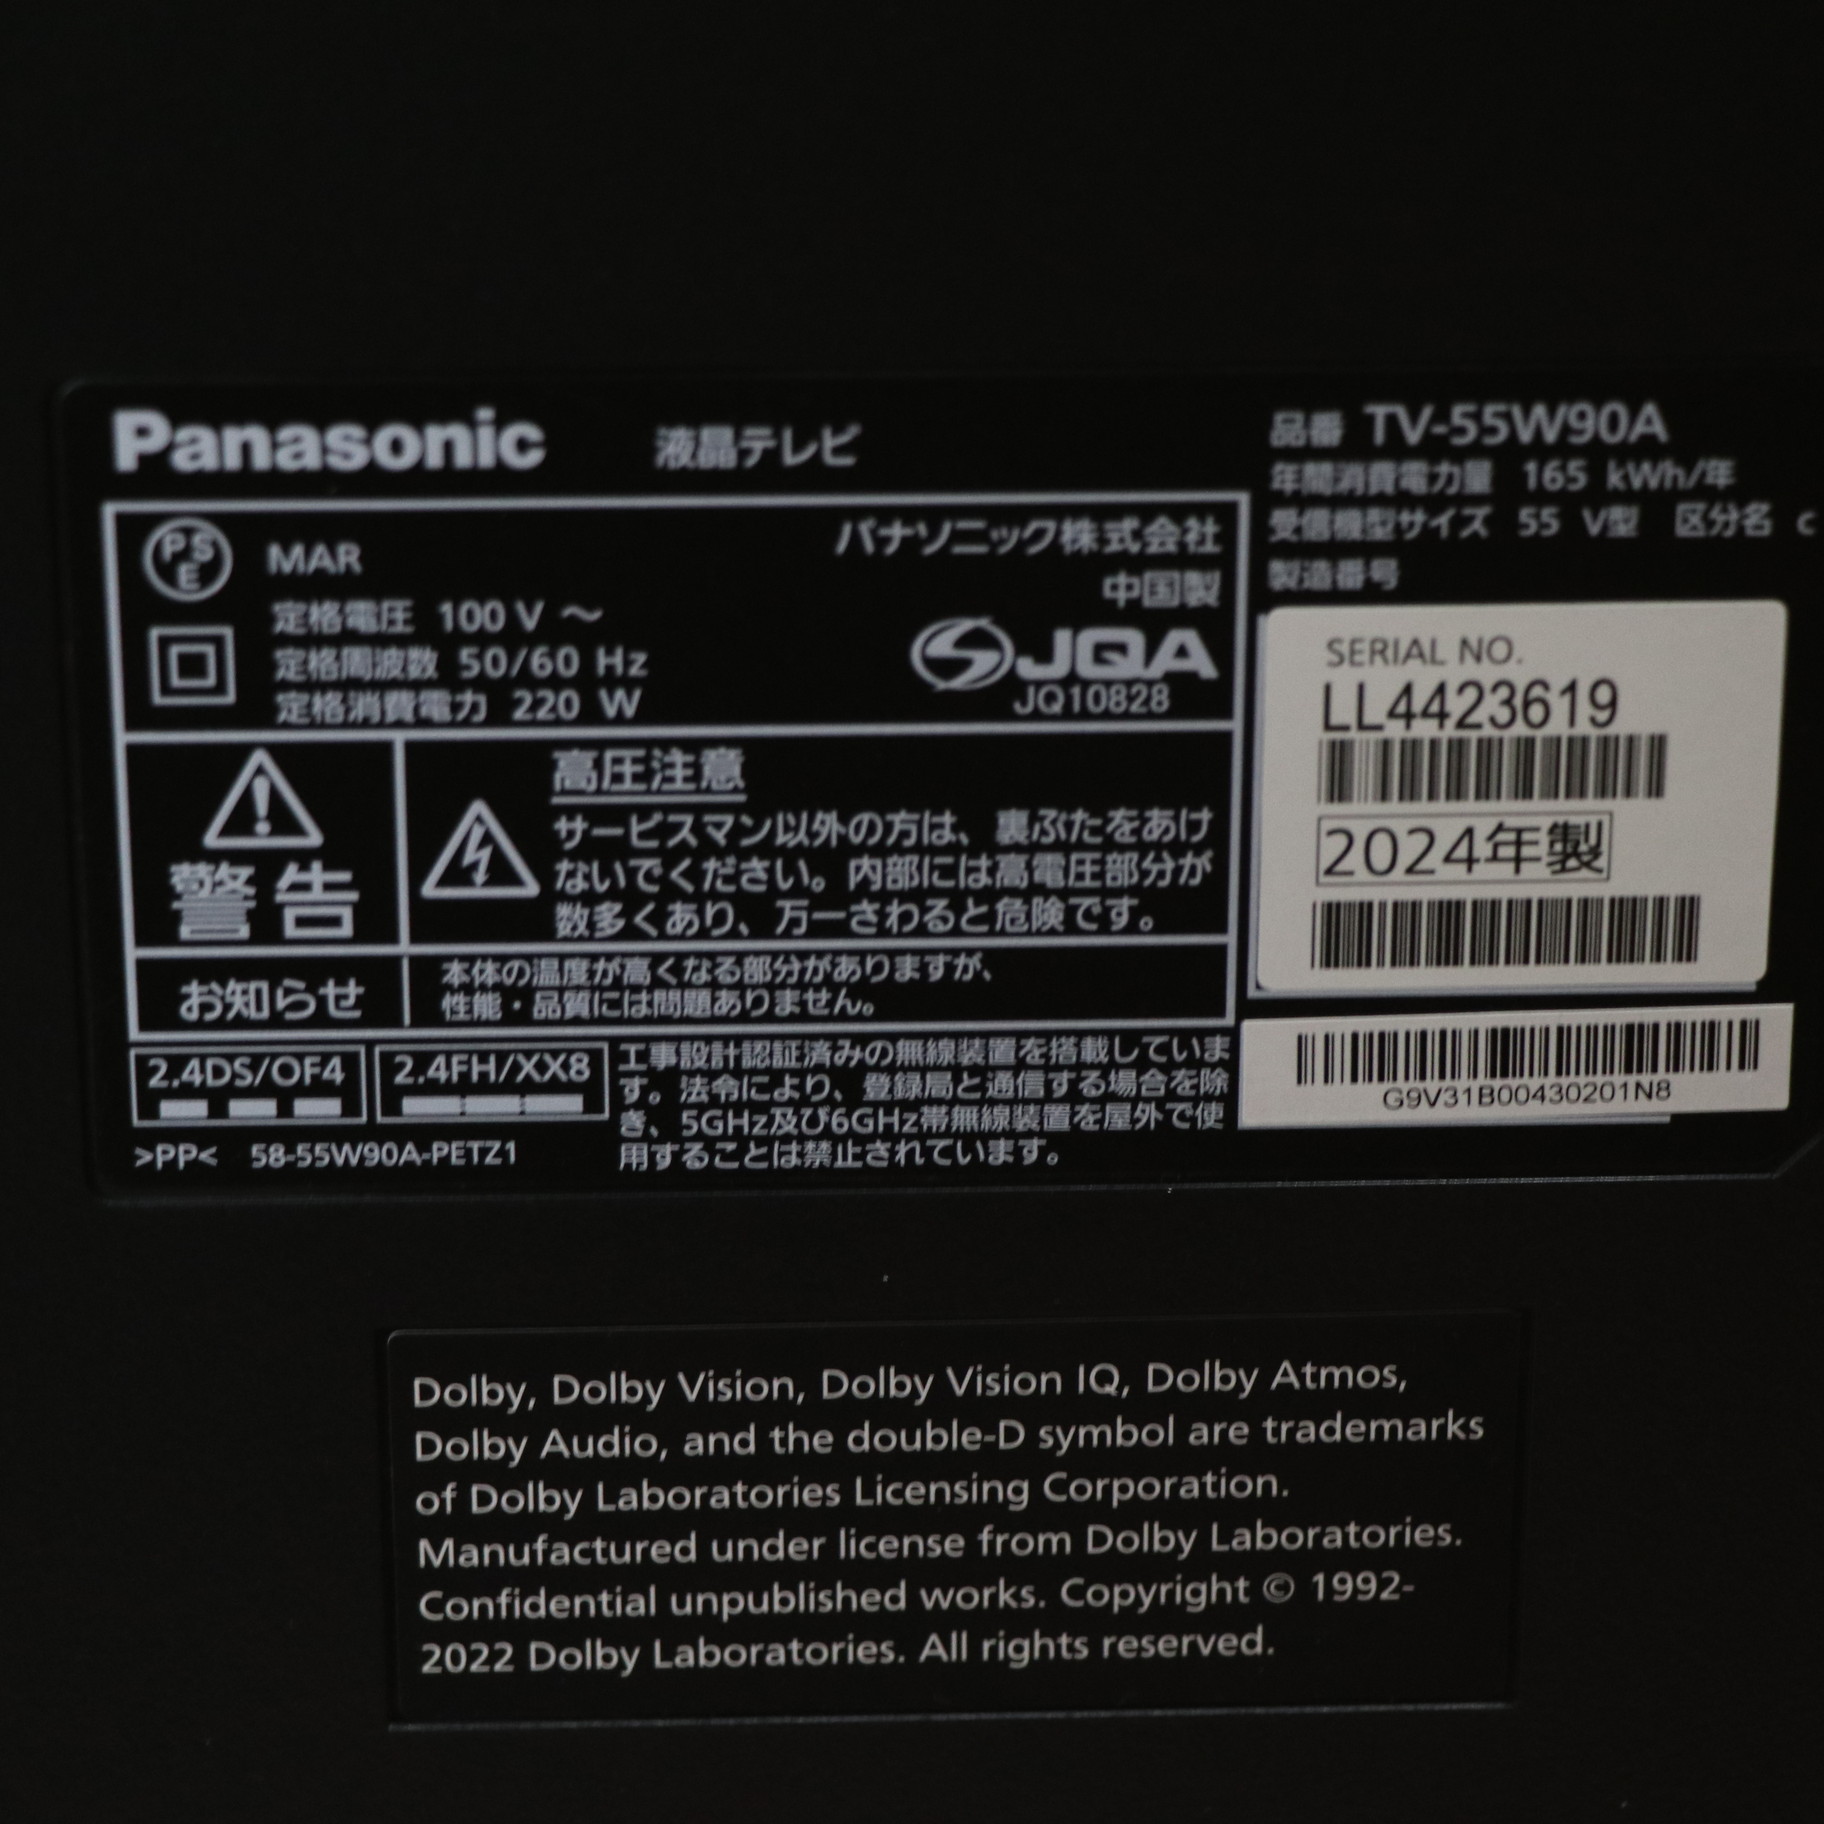 Panasonic 液晶テレビ
品番 TV-55W90A
年間消費電力量 165 kWh/年
受信機型サイズ 55 V型 区分名 c
製造番号
PSE MAR
パナソニック株式会社
中国製
定格電圧 100 V ～
定格周波数 50/60 Hz
定格消費電力 220 W
JQA
JQ10828
警告
高圧注意
サービスマン以外の方は、裏ぶたをあけ
ないでください。内部には高電圧部分が
数多くあり、万一さわると危険です。
お知らせ
本体の温度が高くなる部分がありますが、
性能・品質には問題ありません。
2.4DS/OF4
2.4FH/XX8
工事設計認証済みの無線装置を搭載していま
す。法令により、登録局と通信する場合を除
き、5GHz及び6GHz帯無線装置を屋外で使
用することは禁止されています。
>PP< 58-55W90A-PETZ1
SERIAL NO.
LL4423619
2024年製
G9V31B00430201N8
Dolby, Dolby Vision, Dolby Vision IQ, Dolby Atmos,
Dolby Audio, and the double-D symbol are trademarks
of Dolby Laboratories Licensing Corporation.
Manufactured under license from Dolby Laboratories.
Confidential unpublished works. Copyright © 1992-
2022 Dolby Laboratories. All rights reserved.